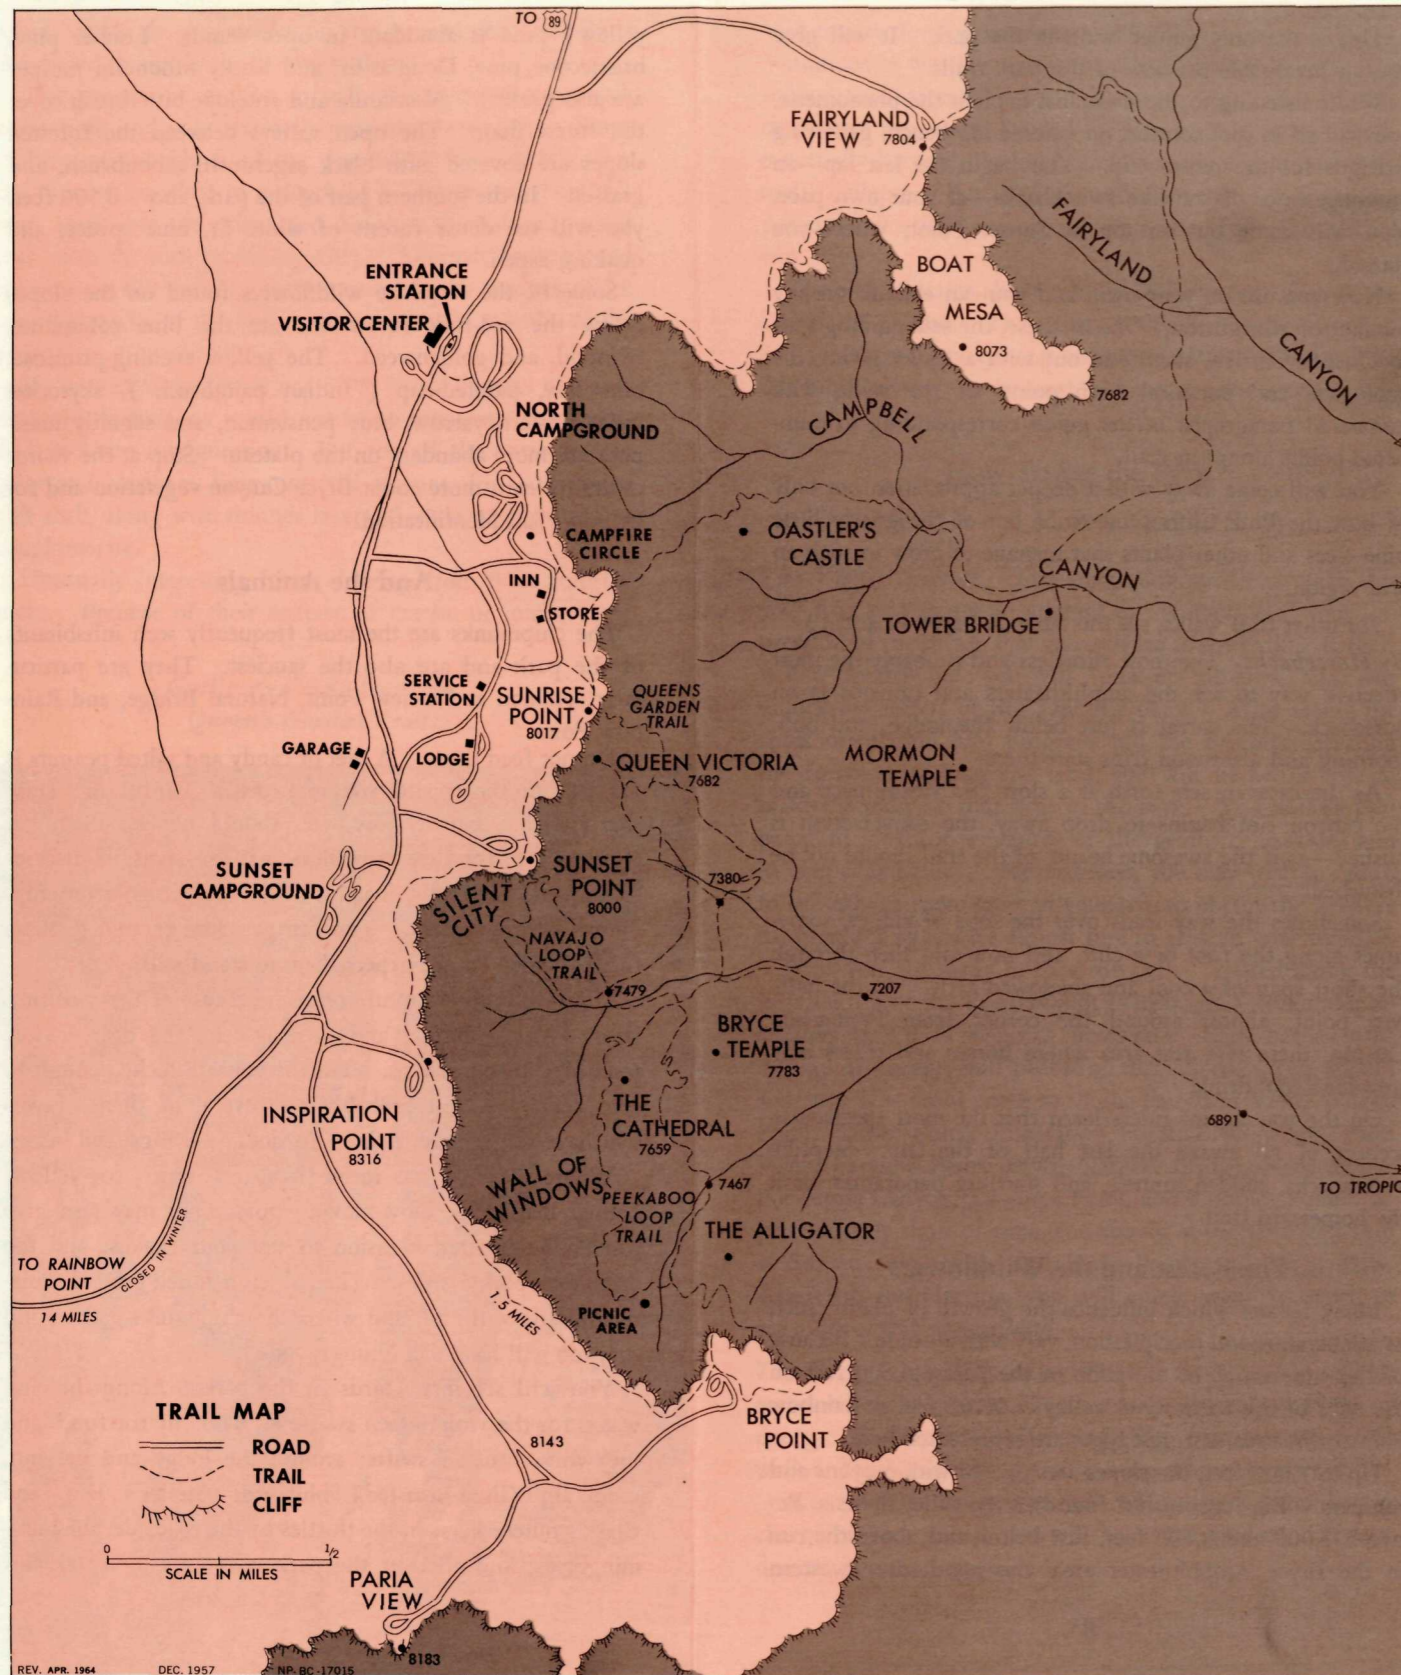 TO 89
FAIRYLAND
VIEW 7804
FAIRYLAND
CANYON
BOAT
MESA
8073
7682
ENTRANCE
STATION
VISITOR CENTER
NORTH
CAMPGROUND
CAMPBELL
CANYON
CAMPFIRE
CIRCLE
OASTLER'S
CASTLE
INN
STORE
TOWER BRIDGE
SERVICE
STATION
SUNRISE
POINT
8017
QUEENS
GARDEN
TRAIL
GARAGE
LODGE
QUEEN VICTORIA
7682
MORMON
TEMPLE
SUNSET
CAMPGROUND
SUNSET
POINT
8000
7380
SILENT
CITY
NAVAJO
LOOP
TRAIL
7479
7207
BRYCE
TEMPLE
7783
INSPIRATION
POINT
8316
THE
CATHEDRAL
7659
6891
WALL OF
WINDOWS
PEEKABOO
LOOP
TRAIL
7467
TO TROPIC
THE ALLIGATOR
TO RAINBOW
POINT
14 MILES
CLOSED IN WINTER
1.5 MILES
PICNIC
AREA
BRYCE
POINT
TRAIL MAP
ROAD
TRAIL
CLIFF
0 1/2
SCALE IN MILES
8143
PARIA
VIEW
8183
REV. APR. 1964 DEC. 1957 NP-BC-17015